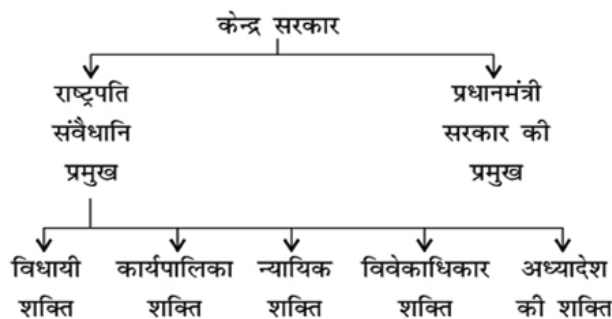 केन्द्र सरकार
राष्ट्रपति प्रधानमंत्री
संवैधानि सरकार की
प्रमुख प्रमुख
विधायी कार्यपालिका न्यायिक विवेकाधिकार अध्यादेश
शक्ति शक्ति शक्ति शक्ति की शक्ति